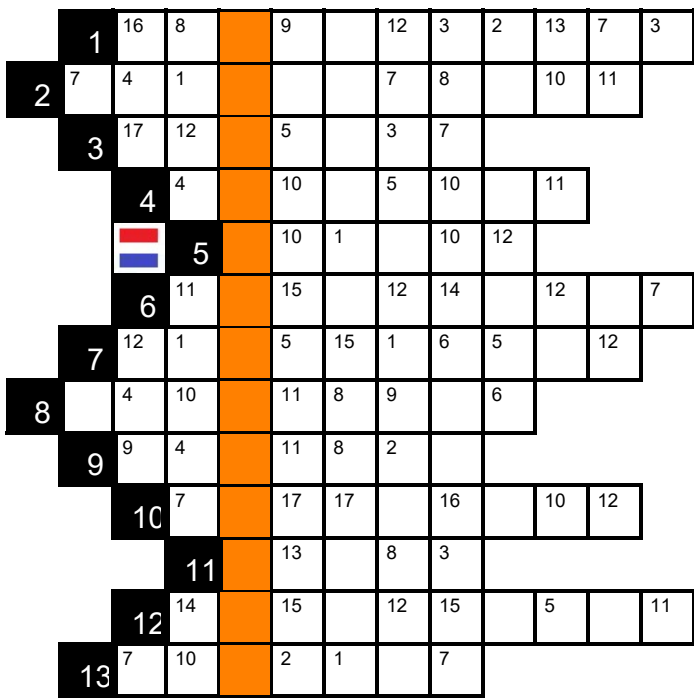 1 16 8 9 12 3 2 13 7 3
2 7 4 1 7 8 10 11
3 17 12 5 3 7
4 4 10 5 10 11
5 10 1 10 12
6 11 15 12 14 12 7
7 12 1 5 15 1 6 5 12
8 4 10 11 8 9 6
9 9 4 11 8 2
10 7 17 17 16 10 12
11 13 8 3
12 14 15 12 15 5 11
13 7 10 2 1 7